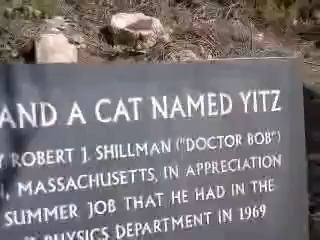 AND A CAT NAMED YITZ
ROBERT J. SHILLMAN ("DOCTOR BOB")
, MASSACHUSETTS, IN APPRECIATION
SUMMER JOB THAT HE HAD IN THE
PHYSICS DEPARTMENT IN 1969